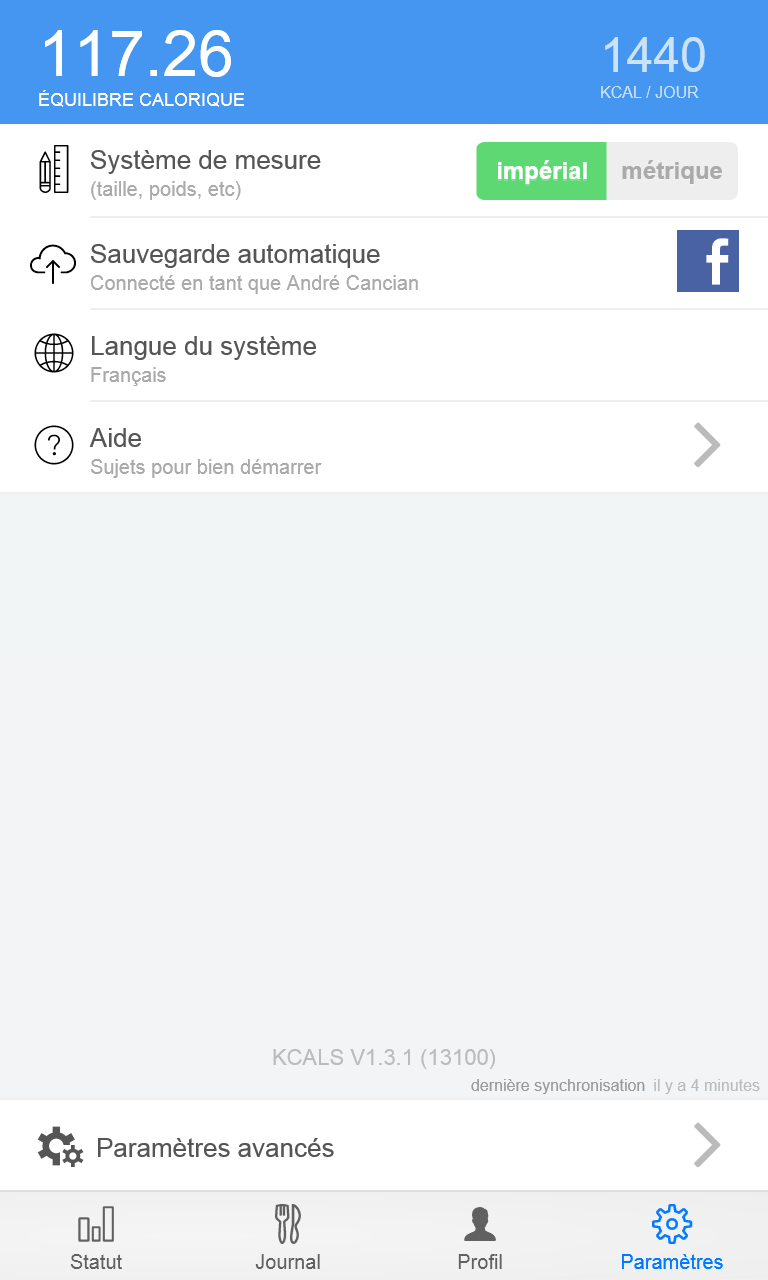 117.26
ÉQUILIBRE CALORIQUE
1440
KCAL / JOUR
Système de mesure
(taille, poids, etc)
impérial
métrique
Sauvegarde automatique
Connecté en tant que André Cancian
f
Langue du système
Français
?
Aide
Sujets pour bien démarrer
KCALS V1.3.1 (13100)
dernière synchronisation il y a 4 minutes
Paramètres avancés
Statut
Journal
Profil
Paramètres